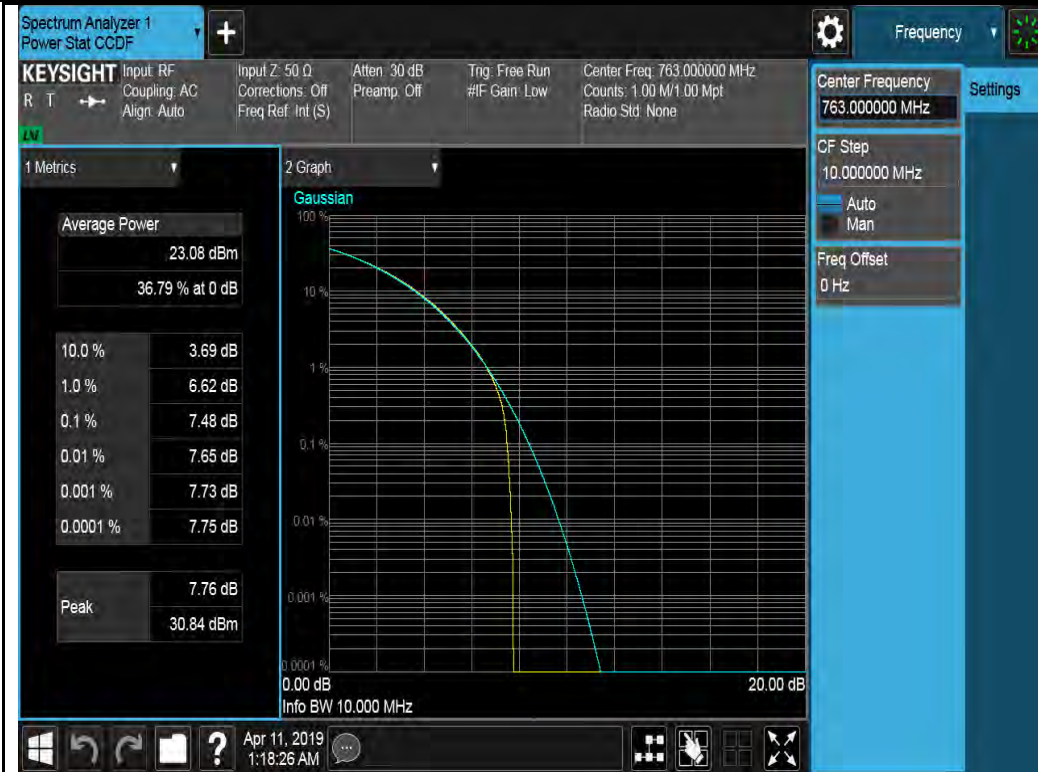 Spectrum Analyzer 1
Power Stat CCDF
Frequency
KEYSIGHT
R T
LNI
Input: RF
Coupling: AC
Align: Auto
Input Z: 50 Ω
Corrections: Off
Freq Ref: Int (S)
Atten: 30 dB
Preamp: Off
Trig: Free Run
#IF Gain: Low
Center Freq: 763.000000 MHz
Counts: 1.00 M/1.00 Mpt
Radio Std: None
Center Frequency
763.000000 MHz
Settings
CF Step
10.000000 MHz
Auto
Man
Freq Offset
0 Hz
1 Metrics
Average Power
23.08 dBm
36.79 % at 0 dB
10.0 % 3.69 dB
1.0 % 6.62 dB
0.1 % 7.48 dB
0.01 % 7.65 dB
0.001 % 7.73 dB
0.0001 % 7.75 dB
Peak
7.76 dB
30.84 dBm
2 Graph
Gaussian
100 %
10 %
1 %
0.1 %
0.01 %
0.001 %
0.0001 %
0.00 dB 20.00 dB
Info BW 10.000 MHz
?
Apr 11, 2019
1:18:26 AM